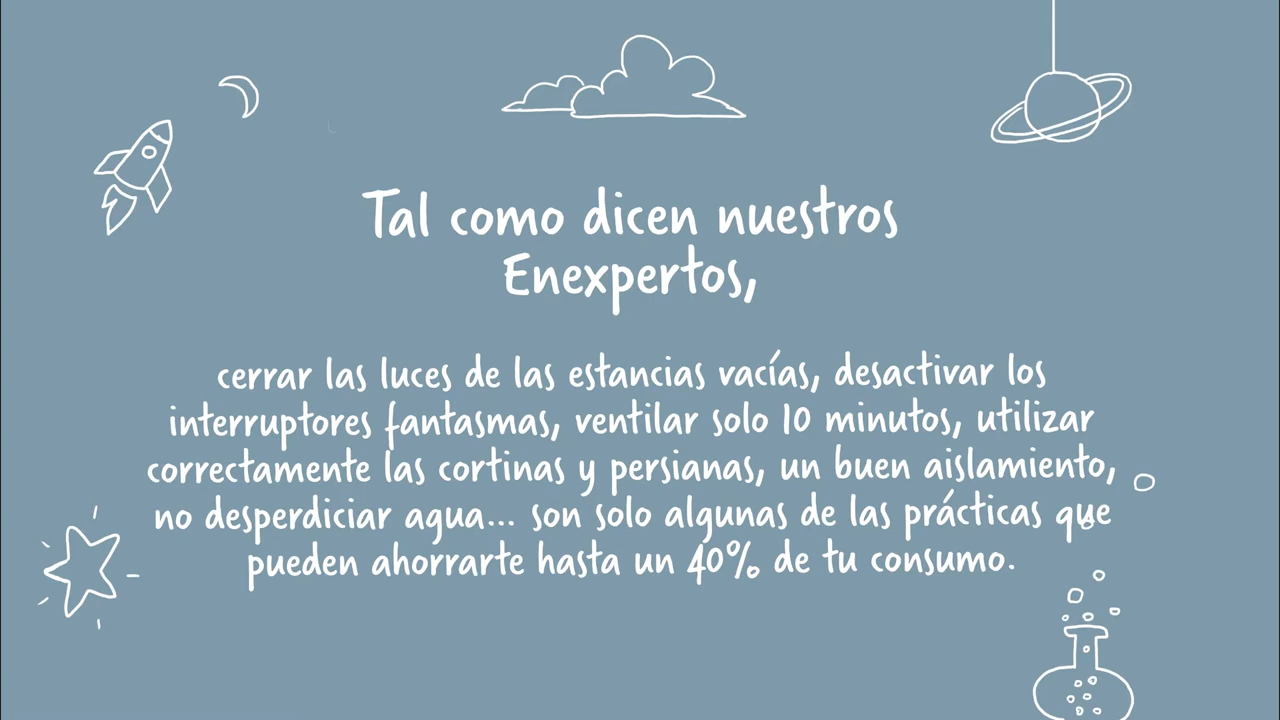 Tal como dicen nuestros
Enexpertos,
cerrar las luces de las estancias vacías, desactivar los
interruptores fantasmas, ventilar solo 10 minutos, utilizar
correctamente las cortinas y persianas, un buen aislamiento,
no desperdiciar agua... son solo algunas de las prácticas que
pueden ahorrarte hasta un 40% de tu consumo.